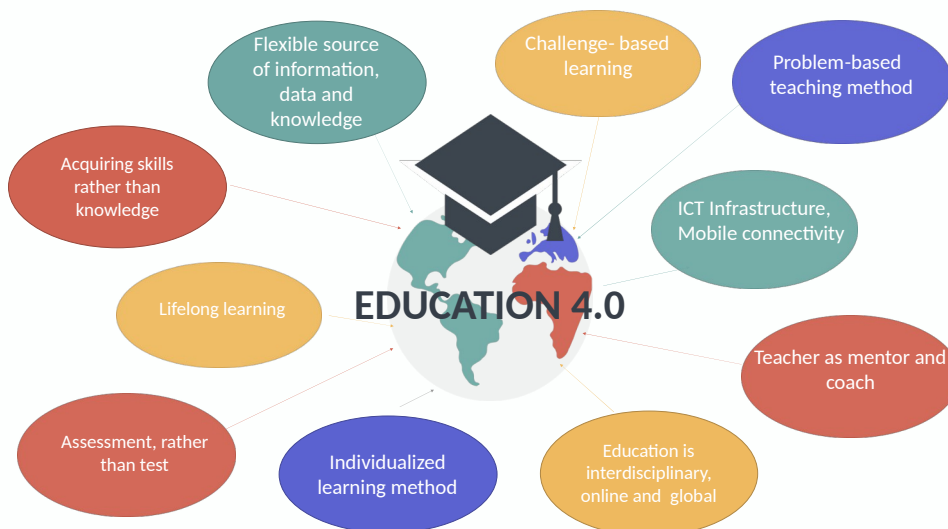 Flexible source
of information,
data and
knowledge
Challenge- based
learning
Problem-based
teaching method
Acquiring skills
rather than
knowledge
ICT Infrastructure,
Mobile connectivity
Lifelong learning
EDUCATION 4.0
Teacher as mentor and
coach
Assessment, rather
than test
Individualized
learning method
Education is
interdisciplinary,
online and  global